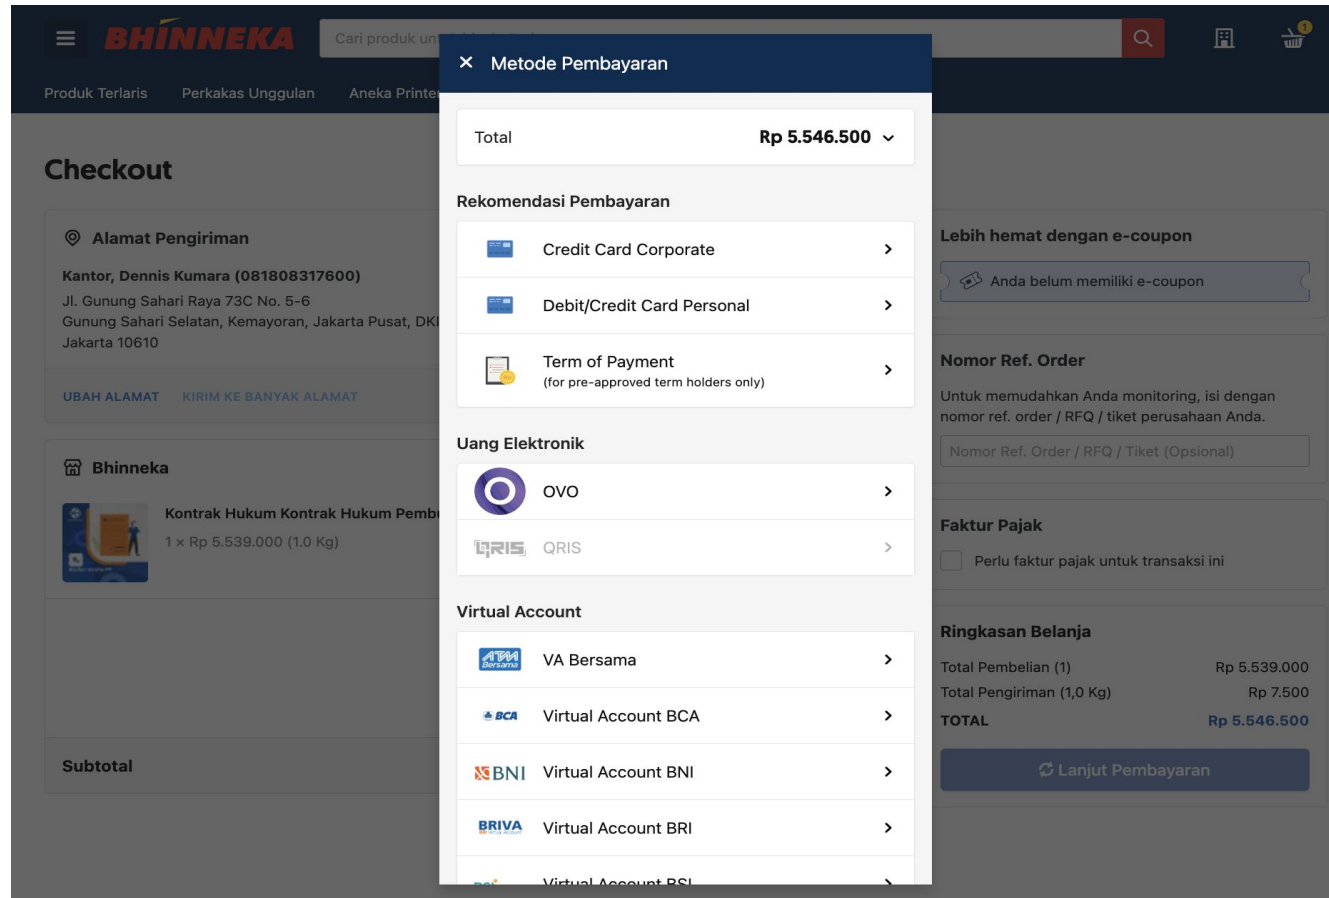 BHINNEKA
Cari produk
1
Produk Terlaris
Perkakas Unggulan
Aneka Printer
Checkout
Alamat Pengiriman
Kantor, Dennis Kumara (081808317600)
Jl. Gunung Sahari Raya 73C No. 5-6
Gunung Sahari Selatan, Kemayoran, Jakarta Pusat, DKI
Jakarta 10610
UBAH ALAMAT
KIRIM KE BANYAK ALAMAT
Bhinneka
Kontrak Hukum Kontrak Hukum
1 × Rp 5.539.000 (1.0 Kg)
Subtotal
Metode Pembayaran
Total
Rp 5.546.500
Rekomendasi Pembayaran
Credit Card Corporate
Debit/Credit Card Personal
Term of Payment
(for pre-approved term holders only)
Uang Elektronik
OVO
QRIS QRIS
Virtual Account
ATM Bersama VA Bersama
BCA Virtual Account BCA
BNI Virtual Account BNI
BRIVA Virtual Account BRI
Virtual Account BSI
Lebih hemat dengan e-coupon
Anda belum memiliki e-coupon
Nomor Ref. Order
Untuk memudahkan Anda monitoring, isi dengan
nomor ref. order / RFQ / tiket perusahaan Anda.
Nomor Ref. Order / RFQ / Tiket (Opsional)
Faktur Pajak
Perlu faktur pajak untuk transaksi ini
Ringkasan Belanja
Total Pembelian (1) Rp 5.539.000
Total Pengiriman (1,0 Kg) Rp 7.500
TOTAL Rp 5.546.500
Lanjut Pembayaran